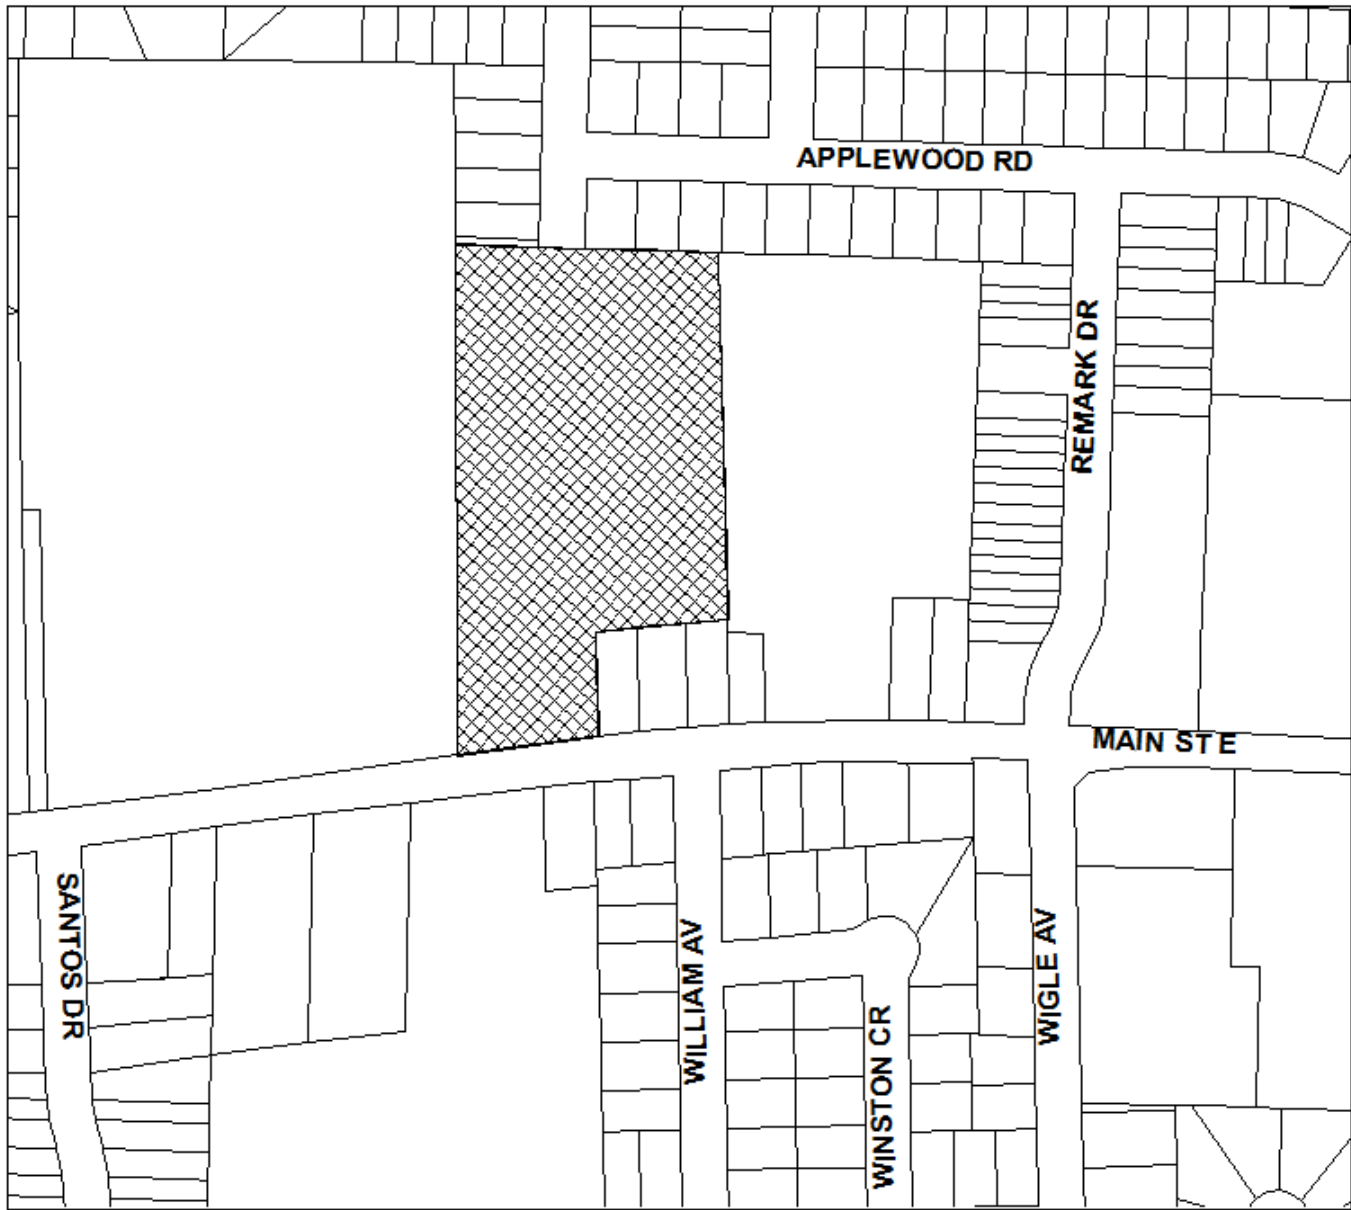 APPLEWOOD RD
REMARK DR
MAIN ST E
SANTOS DR
WILLIAM AV
WIGLE AV
WINSTON CR